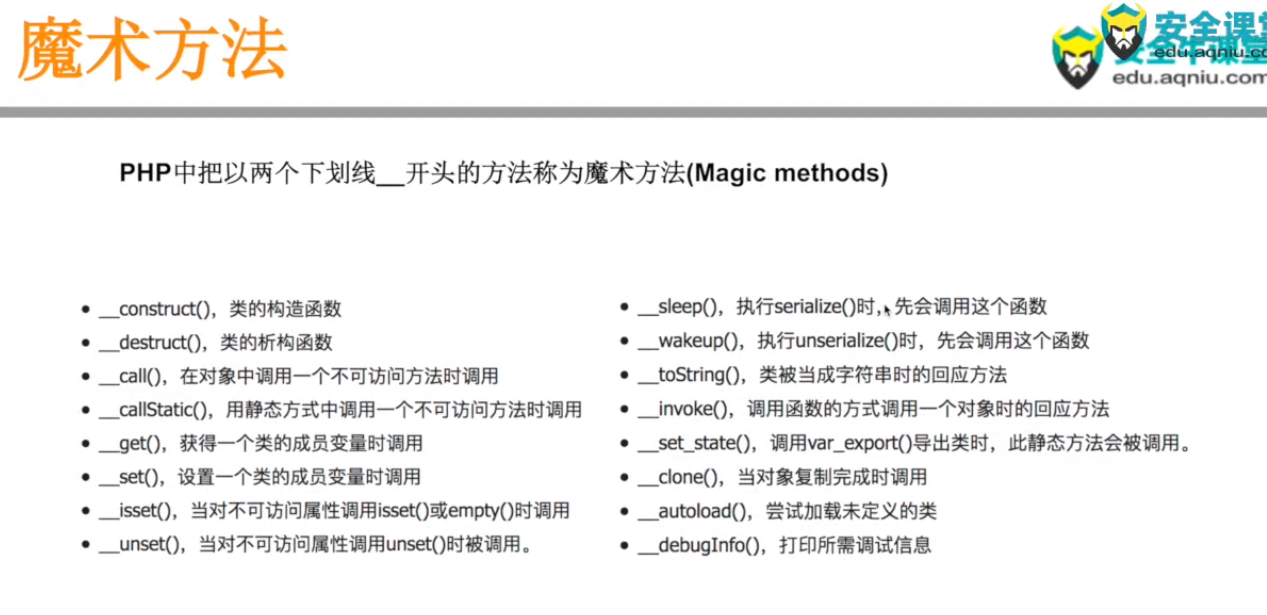 魔术方法
安全课堂
edu.aqniu.co
edu.aqniu.com
PHP中把以两个下划线__开头的方法称为魔术方法(Magic methods)
• __construct()，类的构造函数
• __destruct()，类的析构函数
• __call()，在对象中调用一个不可访问方法时调用
• __callStatic()，用静态方式中调用一个不可访问方法时调用
• __get()，获得一个类的成员变量时调用
• __set()，设置一个类的成员变量时调用
• __isset()，当对不可访问属性调用isset()或empty()时调用
• __unset()，当对不可访问属性调用unset()时被调用。
• __sleep()，执行serialize()时，先会调用这个函数
• __wakeup()，执行unserialize()时，先会调用这个函数
• __toString()，类被当成字符串时的回应方法
• __invoke()，调用函数的方式调用一个对象时的回应方法
• __set_state()，调用var_export()导出类时，此静态方法会被调用。
• __clone()，当对象复制完成时调用
• __autoload()，尝试加载未定义的类
• __debugInfo()，打印所需调试信息